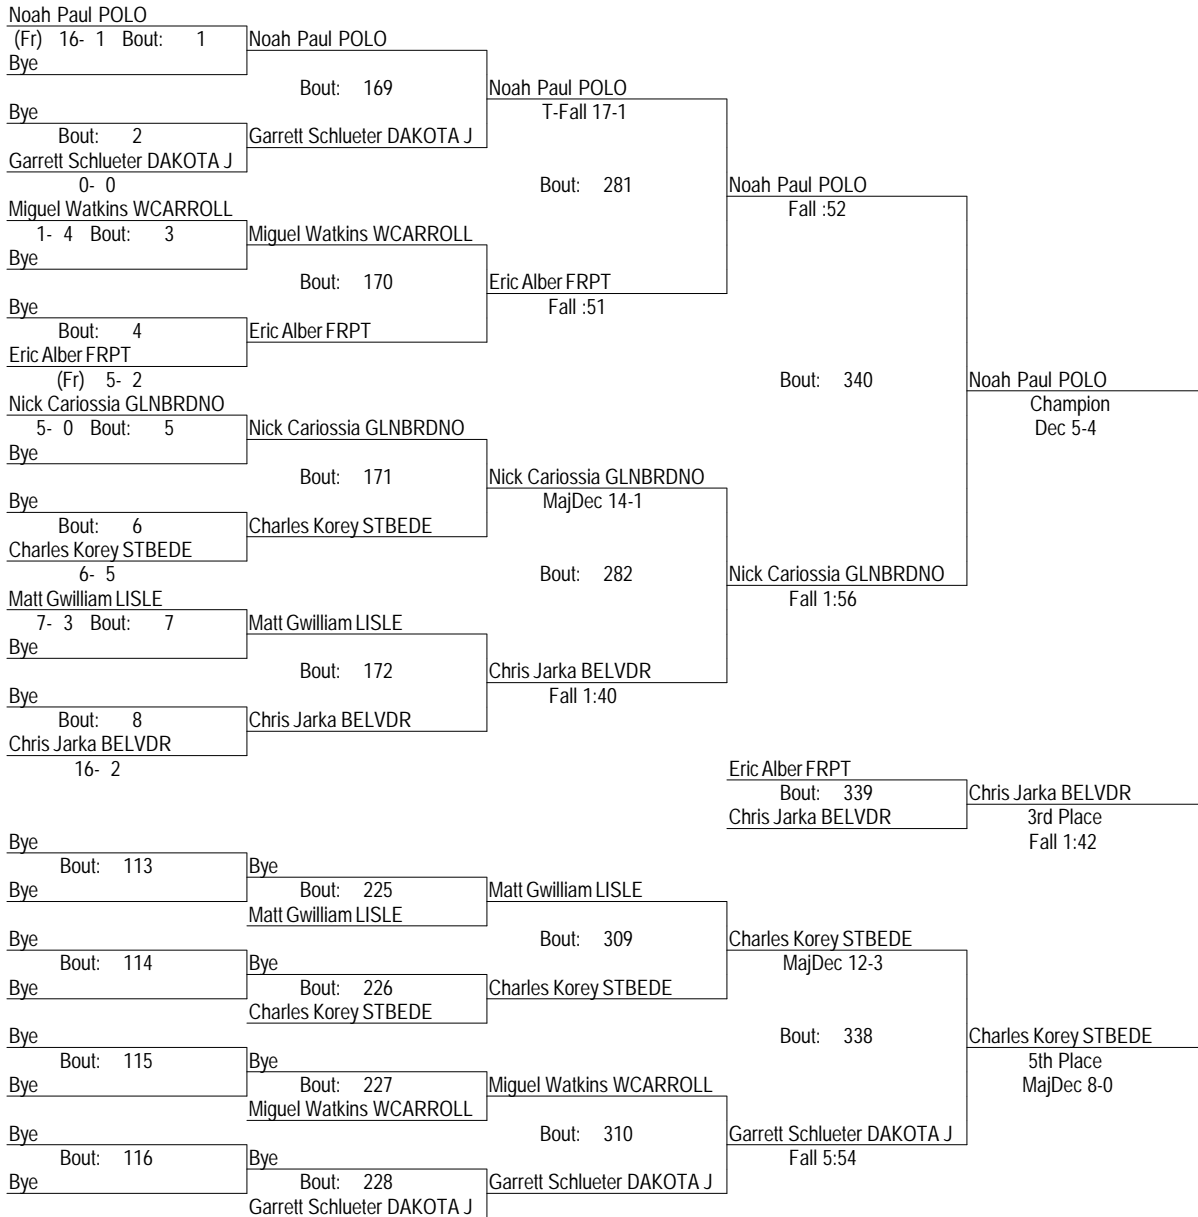 Noah Paul POLO
(Fr) 16- 1 Bout: 1
Bye
Noah Paul POLO
Bout: 169
Bye
Bout: 2
Garrett Schlueter DAKOTA J
0- 0
Garrett Schlueter DAKOTA J
Noah Paul POLO
T-Fall 17-1
Bout: 281
Miguel Watkins WCARROLL
1- 4 Bout: 3
Bye
Miguel Watkins WCARROLL
Bout: 170
Bye
Bout: 4
Eric Alber FRPT
(Fr) 5- 2
Eric Alber FRPT
Eric Alber FRPT
Fall :51
Noah Paul POLO
Fall :52
Bout: 340
Nick Cariossia GLNBRDNO
5- 0 Bout: 5
Bye
Nick Cariossia GLNBRDNO
Bout: 171
Bye
Bout: 6
Charles Korey STBEDE
6- 5
Charles Korey STBEDE
Nick Cariossia GLNBRDNO
MajDec 14-1
Bout: 282
Matt Gwilliam LISLE
7- 3 Bout: 7
Bye
Matt Gwilliam LISLE
Bout: 172
Bye
Bout: 8
Chris Jarka BELVDR
16- 2
Chris Jarka BELVDR
Chris Jarka BELVDR
Fall 1:40
Nick Cariossia GLNBRDNO
Fall 1:56
Noah Paul POLO
Champion
Dec 5-4
Eric Alber FRPT
Bout: 339
Chris Jarka BELVDR
Chris Jarka BELVDR
3rd Place
Fall 1:42
Bye
Bout: 113
Bye
Bye
Bout: 225
Matt Gwilliam LISLE
Matt Gwilliam LISLE
Bout: 309
Bye
Bout: 114
Bye
Bye
Bout: 226
Charles Korey STBEDE
Charles Korey STBEDE
Charles Korey STBEDE
MajDec 12-3
Bout: 338
Bye
Bout: 115
Bye
Bye
Bout: 227
Miguel Watkins WCARROLL
Miguel Watkins WCARROLL
Bout: 310
Bye
Bout: 116
Bye
Bye
Bout: 228
Garrett Schlueter DAKOTA J
Garrett Schlueter DAKOTA J
Garrett Schlueter DAKOTA J
Fall 5:54
Charles Korey STBEDE
5th Place
MajDec 8-0